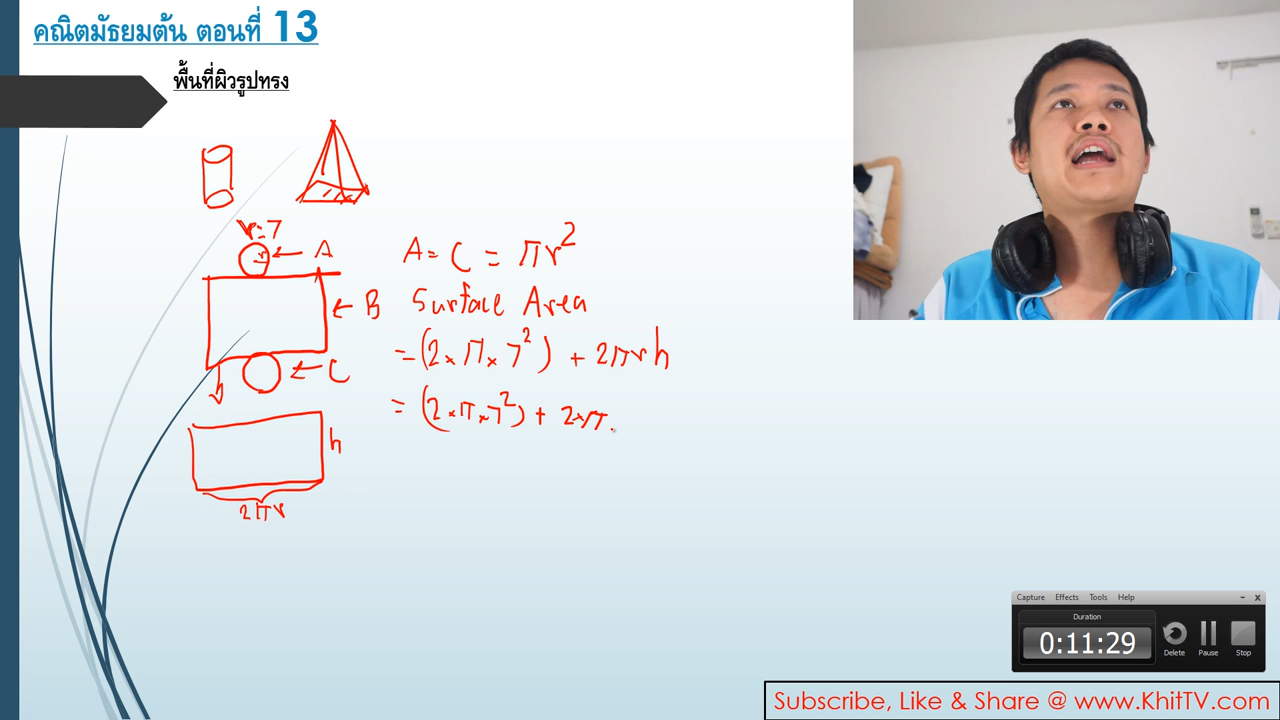 คณิตมัธยมต้น ตอนที่ 13
พื้นที่ผิวรูปทรง
r=7
r
A
B
C
h
2πr
A = C = πr²
Surface Area
= (2 × π × 7²) + 2πrh
= (2 × π × 7²) + 2×π.
Capture Effects Tools Help
Duration
0:11:29
Delete Pause Stop
Subscribe, Like & Share @ www.KhitTV.com